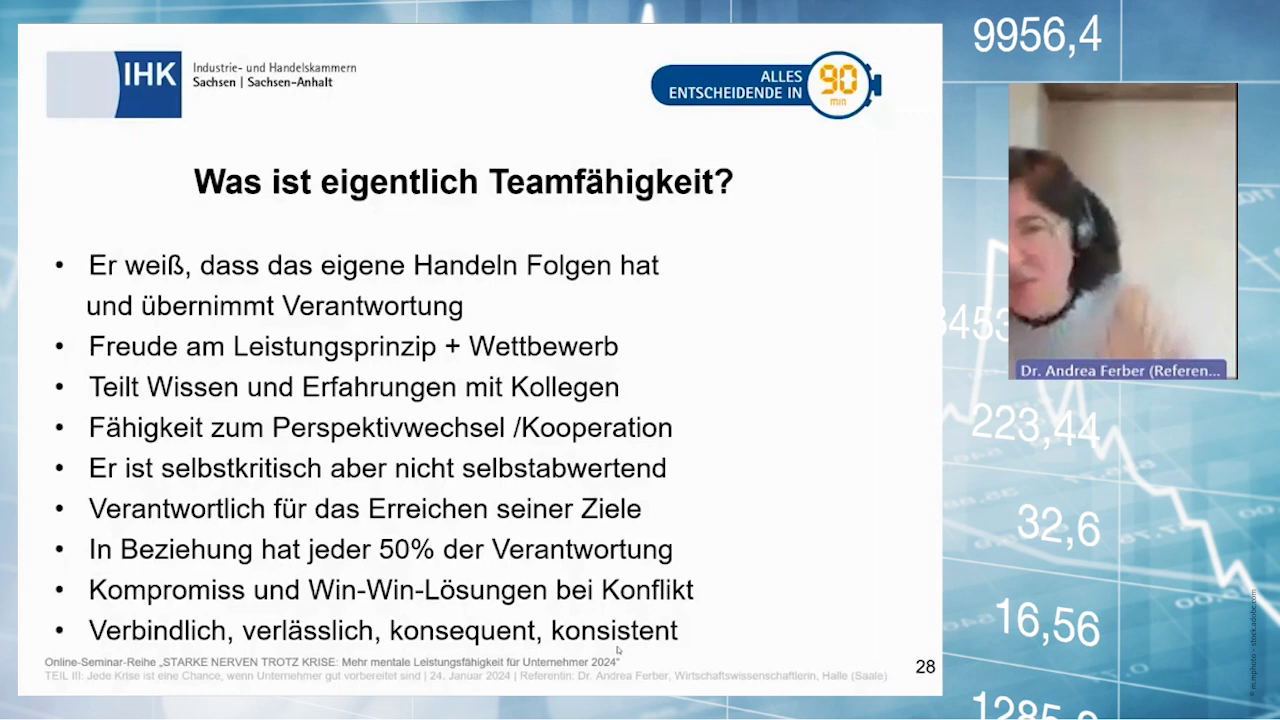 9956,4
IHK
Industrie- und Handelskammern
Sachsen | Sachsen-Anhalt
ALLES
ENTSCHEIDENDE IN
90
min
Was ist eigentlich Teamfähigkeit?
• Er weiß, dass das eigene Handeln Folgen hat
und übernimmt Verantwortung
• Freude am Leistungsprinzip + Wettbewerb
• Teilt Wissen und Erfahrungen mit Kollegen
• Fähigkeit zum Perspektivwechsel /Kooperation
• Er ist selbstkritisch aber nicht selbstabwertend
• Verantwortlich für das Erreichen seiner Ziele
• In Beziehung hat jeder 50% der Verantwortung
• Kompromiss und Win-Win-Lösungen bei Konflikt
• Verbindlich, verlässlich, konsequent, konsistent
Online-Seminar-Reihe „STARKE NERVEN TROTZ KRISE: Mehr mentale Leistungsfähigkeit für Unternehmer 2024"
TEIL III: Jede Krise ist eine Chance, wenn Unternehmer gut vorbereitet sind | 24. Januar 2024 | Referentin: Dr. Andrea Ferber, Wirtschaftswissenschaftlerin, Halle (Saale)
28
Dr. Andrea Ferber (Referen...
223,44
32,6
16,56
© m.mphoto - stock.adobe.com